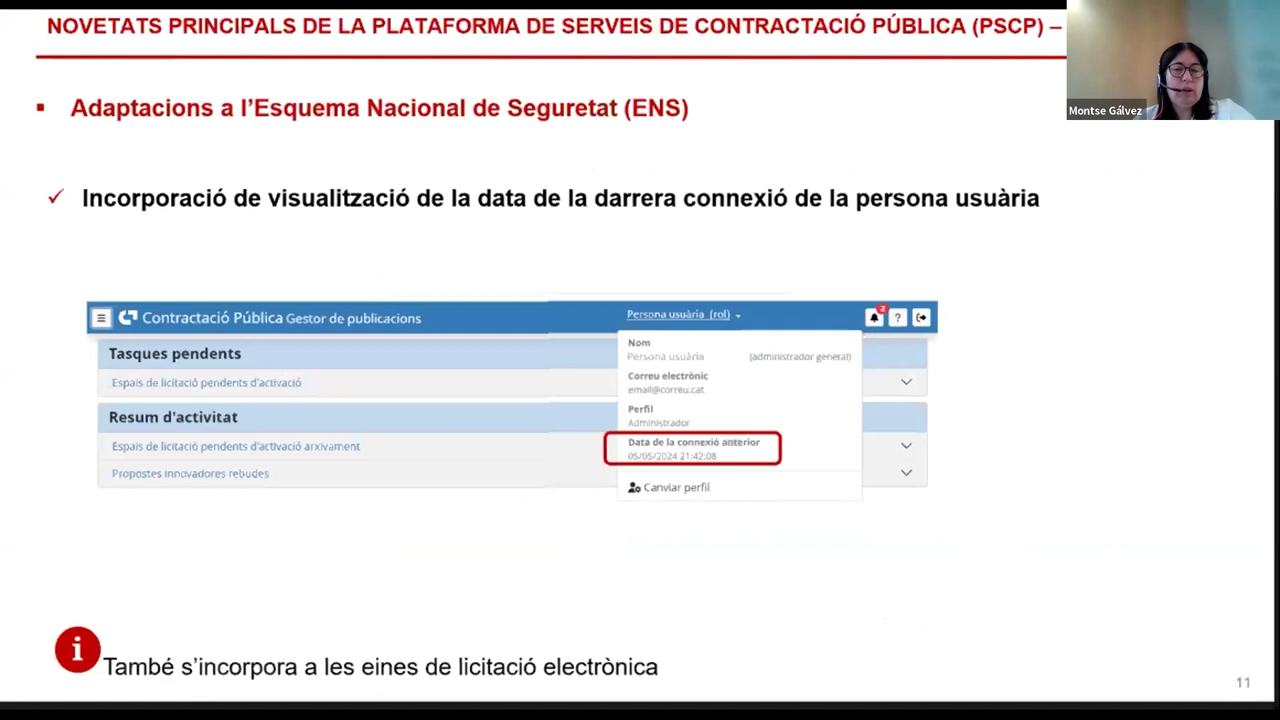 NOVETATS PRINCIPALS DE LA PLATAFORMA DE SERVEIS DE CONTRACTACIÓ PÚBLICA (PSCP) –
Montse Gálvez
▪ Adaptacions a l’Esquema Nacional de Seguretat (ENS)
✓ Incorporació de visualització de la data de la darrera connexió de la persona usuària
Contractació Pública Gestor de publicacions
Persona usuària (rol)
2
?
Tasques pendents
Espais de licitació pendents d'activació
Resum d'activitat
Espais de licitació pendents d'activació arxivament
Propostes innovadores rebudes
Nom
Persona usuària (administrador general)
Correu electrònic
email@correu.cat
Perfil
Administrador
Data de la connexió anterior
05/05/2024 21:42:08
Canviar perfil
i
També s’incorpora a les eines de licitació electrònica
11